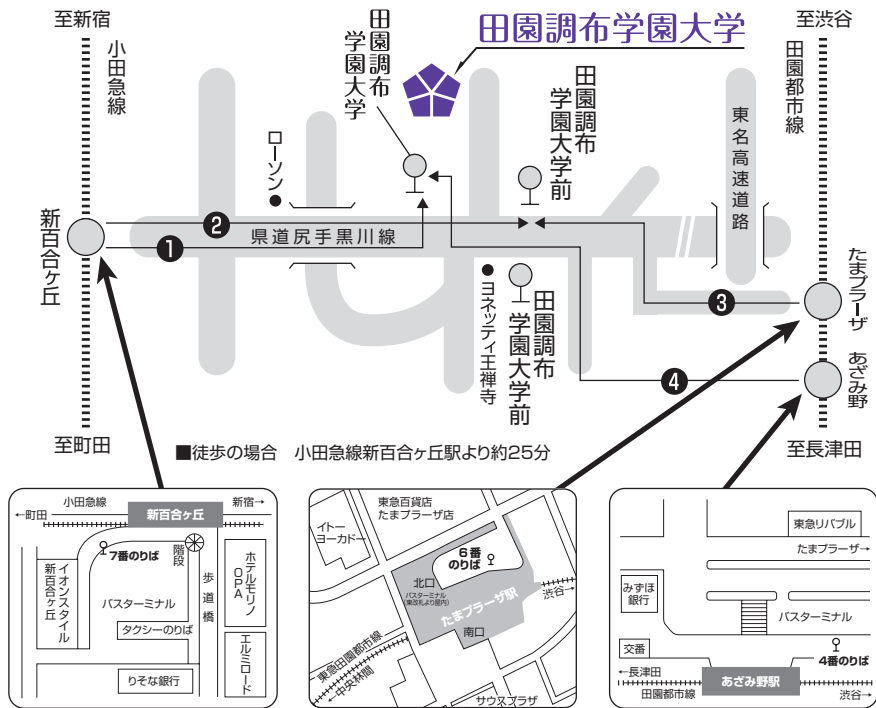 至新宿
小田急線
田園調布
学園大学
田園調布学園大学
至渋谷
田園都市線
田園調布
学園大学前
東名高速道路
ローソン
新百合ヶ丘
❷
県道尻手黒川線
❶
たまプラーザ
❸
ヨネッティ王禅寺
田園調布
学園大学前
❹
あざみ野
至町田
■徒歩の場合 小田急線新百合ヶ丘駅より約25分
至長津田
小田急線
新宿→
←町田
新百合ヶ丘
7番のりば
階段
イオンスタイル
新百合ヶ丘
バスターミナル
歩道橋
ホテルモリノ
OPA
タクシーのりば
エルミロード
りそな銀行
東急百貨店
たまプラーザ店
イトー
ヨーカドー
6番
のりば
北口
バスターミナル
(東改札より屋内)
たまプラーザ駅
渋谷→
南口
東急田園都市線
←中央林間
サウスプラザ
東急リバブル
たまプラーザ→
みずほ
銀行
バスターミナル
交番
4番のりば
←長津田
田園都市線
あざみ野駅
渋谷→